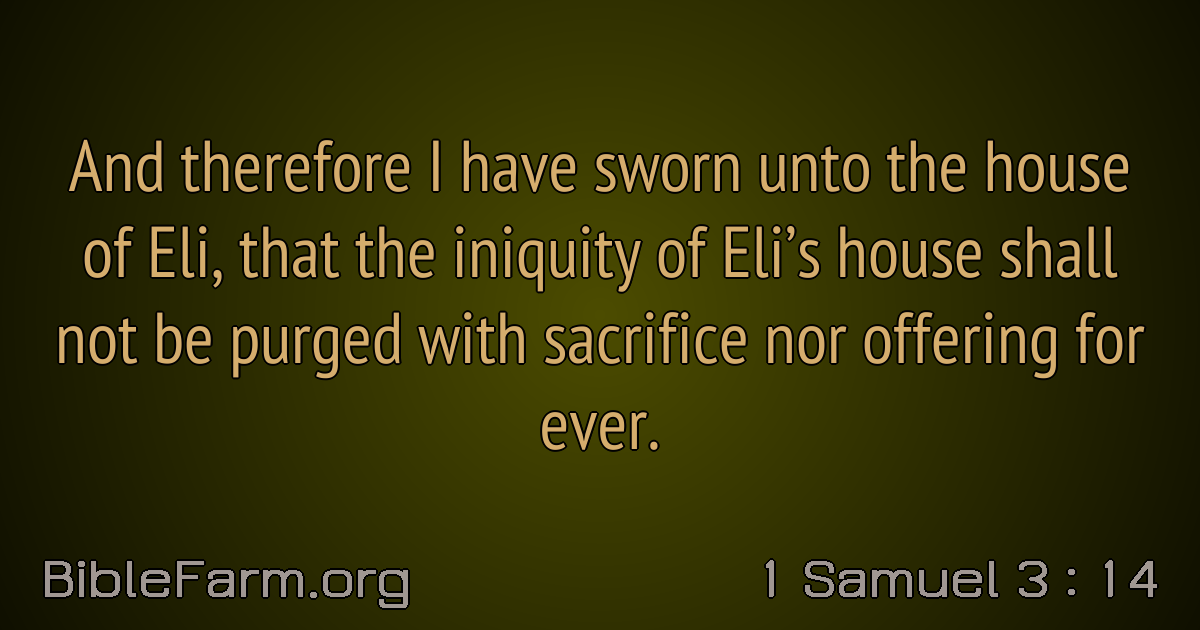 And therefore I have sworn unto the house
of Eli, that the iniquity of Eli’s house shall
not be purged with sacrifice nor offering for
ever.
BibleFarm.org
1 Samuel 3 : 14